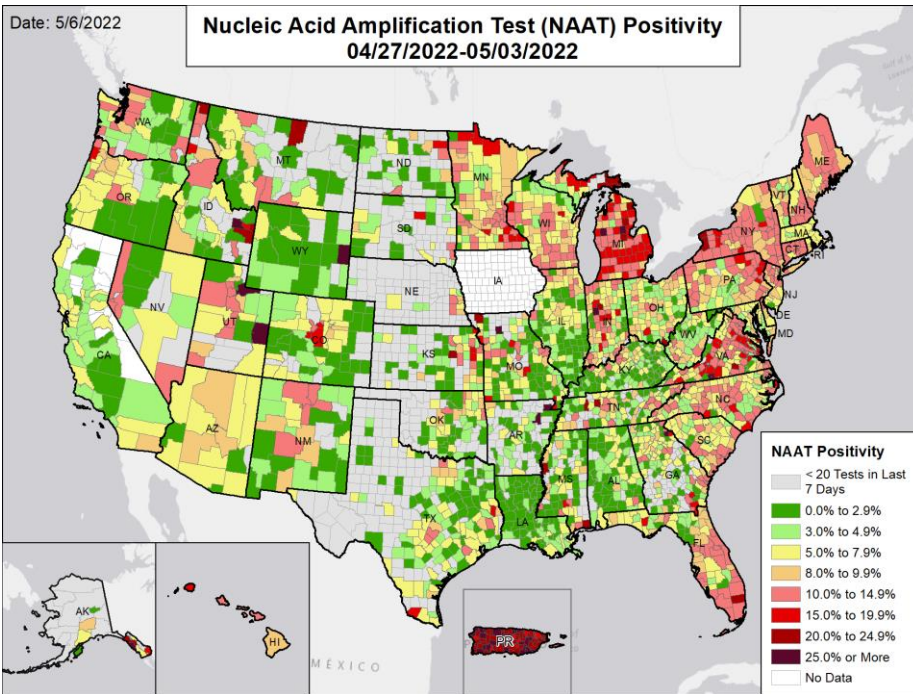 Date: 5/6/2022
Nucleic Acid Amplification Test (NAAT) Positivity
04/27/2022-05/03/2022
WA
MT
ND
MN
ME
OR
ID
SD
WI
MI
VT
NH
NY
MA
CT
RI
WY
NE
IA
PA
NJ
NV
UT
CO
KS
MO
IL
IN
OH
WV
DE
MD
CA
VA
KY
AZ
NM
OK
AR
TN
NC
SC
TX
LA
MS
AL
GA
FL
AK
HI
MÉXICO
PR
NAAT Positivity
< 20 Tests in Last
7 Days
0.0% to 2.9%
3.0% to 4.9%
5.0% to 7.9%
8.0% to 9.9%
10.0% to 14.9%
15.0% to 19.9%
20.0% to 24.9%
25.0% or More
No Data